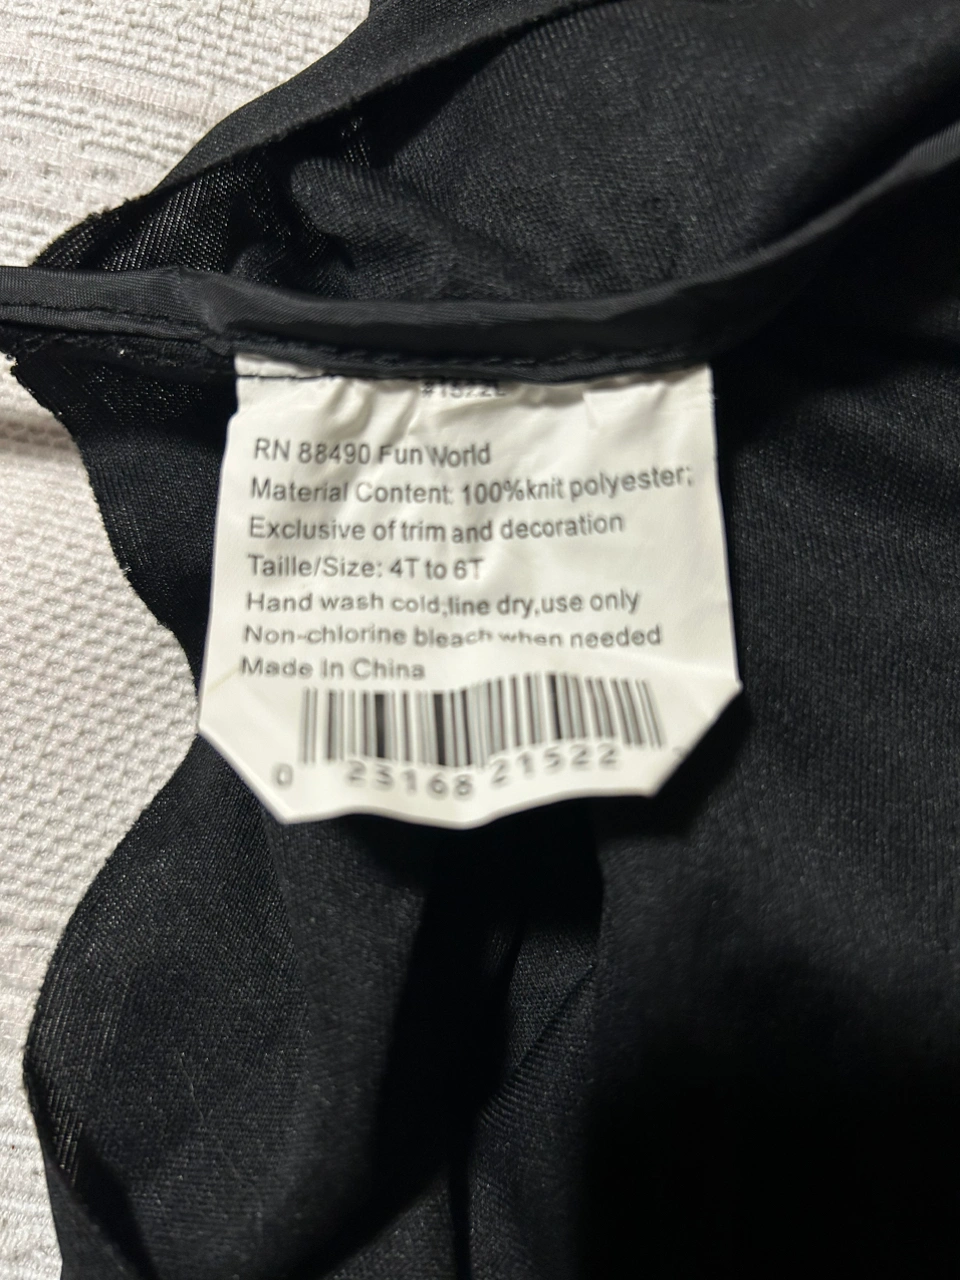 RN 88490 Fun World
Material Content: 100%knit polyester;
Exclusive of trim and decoration
Taille/Size: 4T to 6T
Hand wash cold;line dry,use only
Non-chlorine bleach when needed
Made In China
0 23168 21522